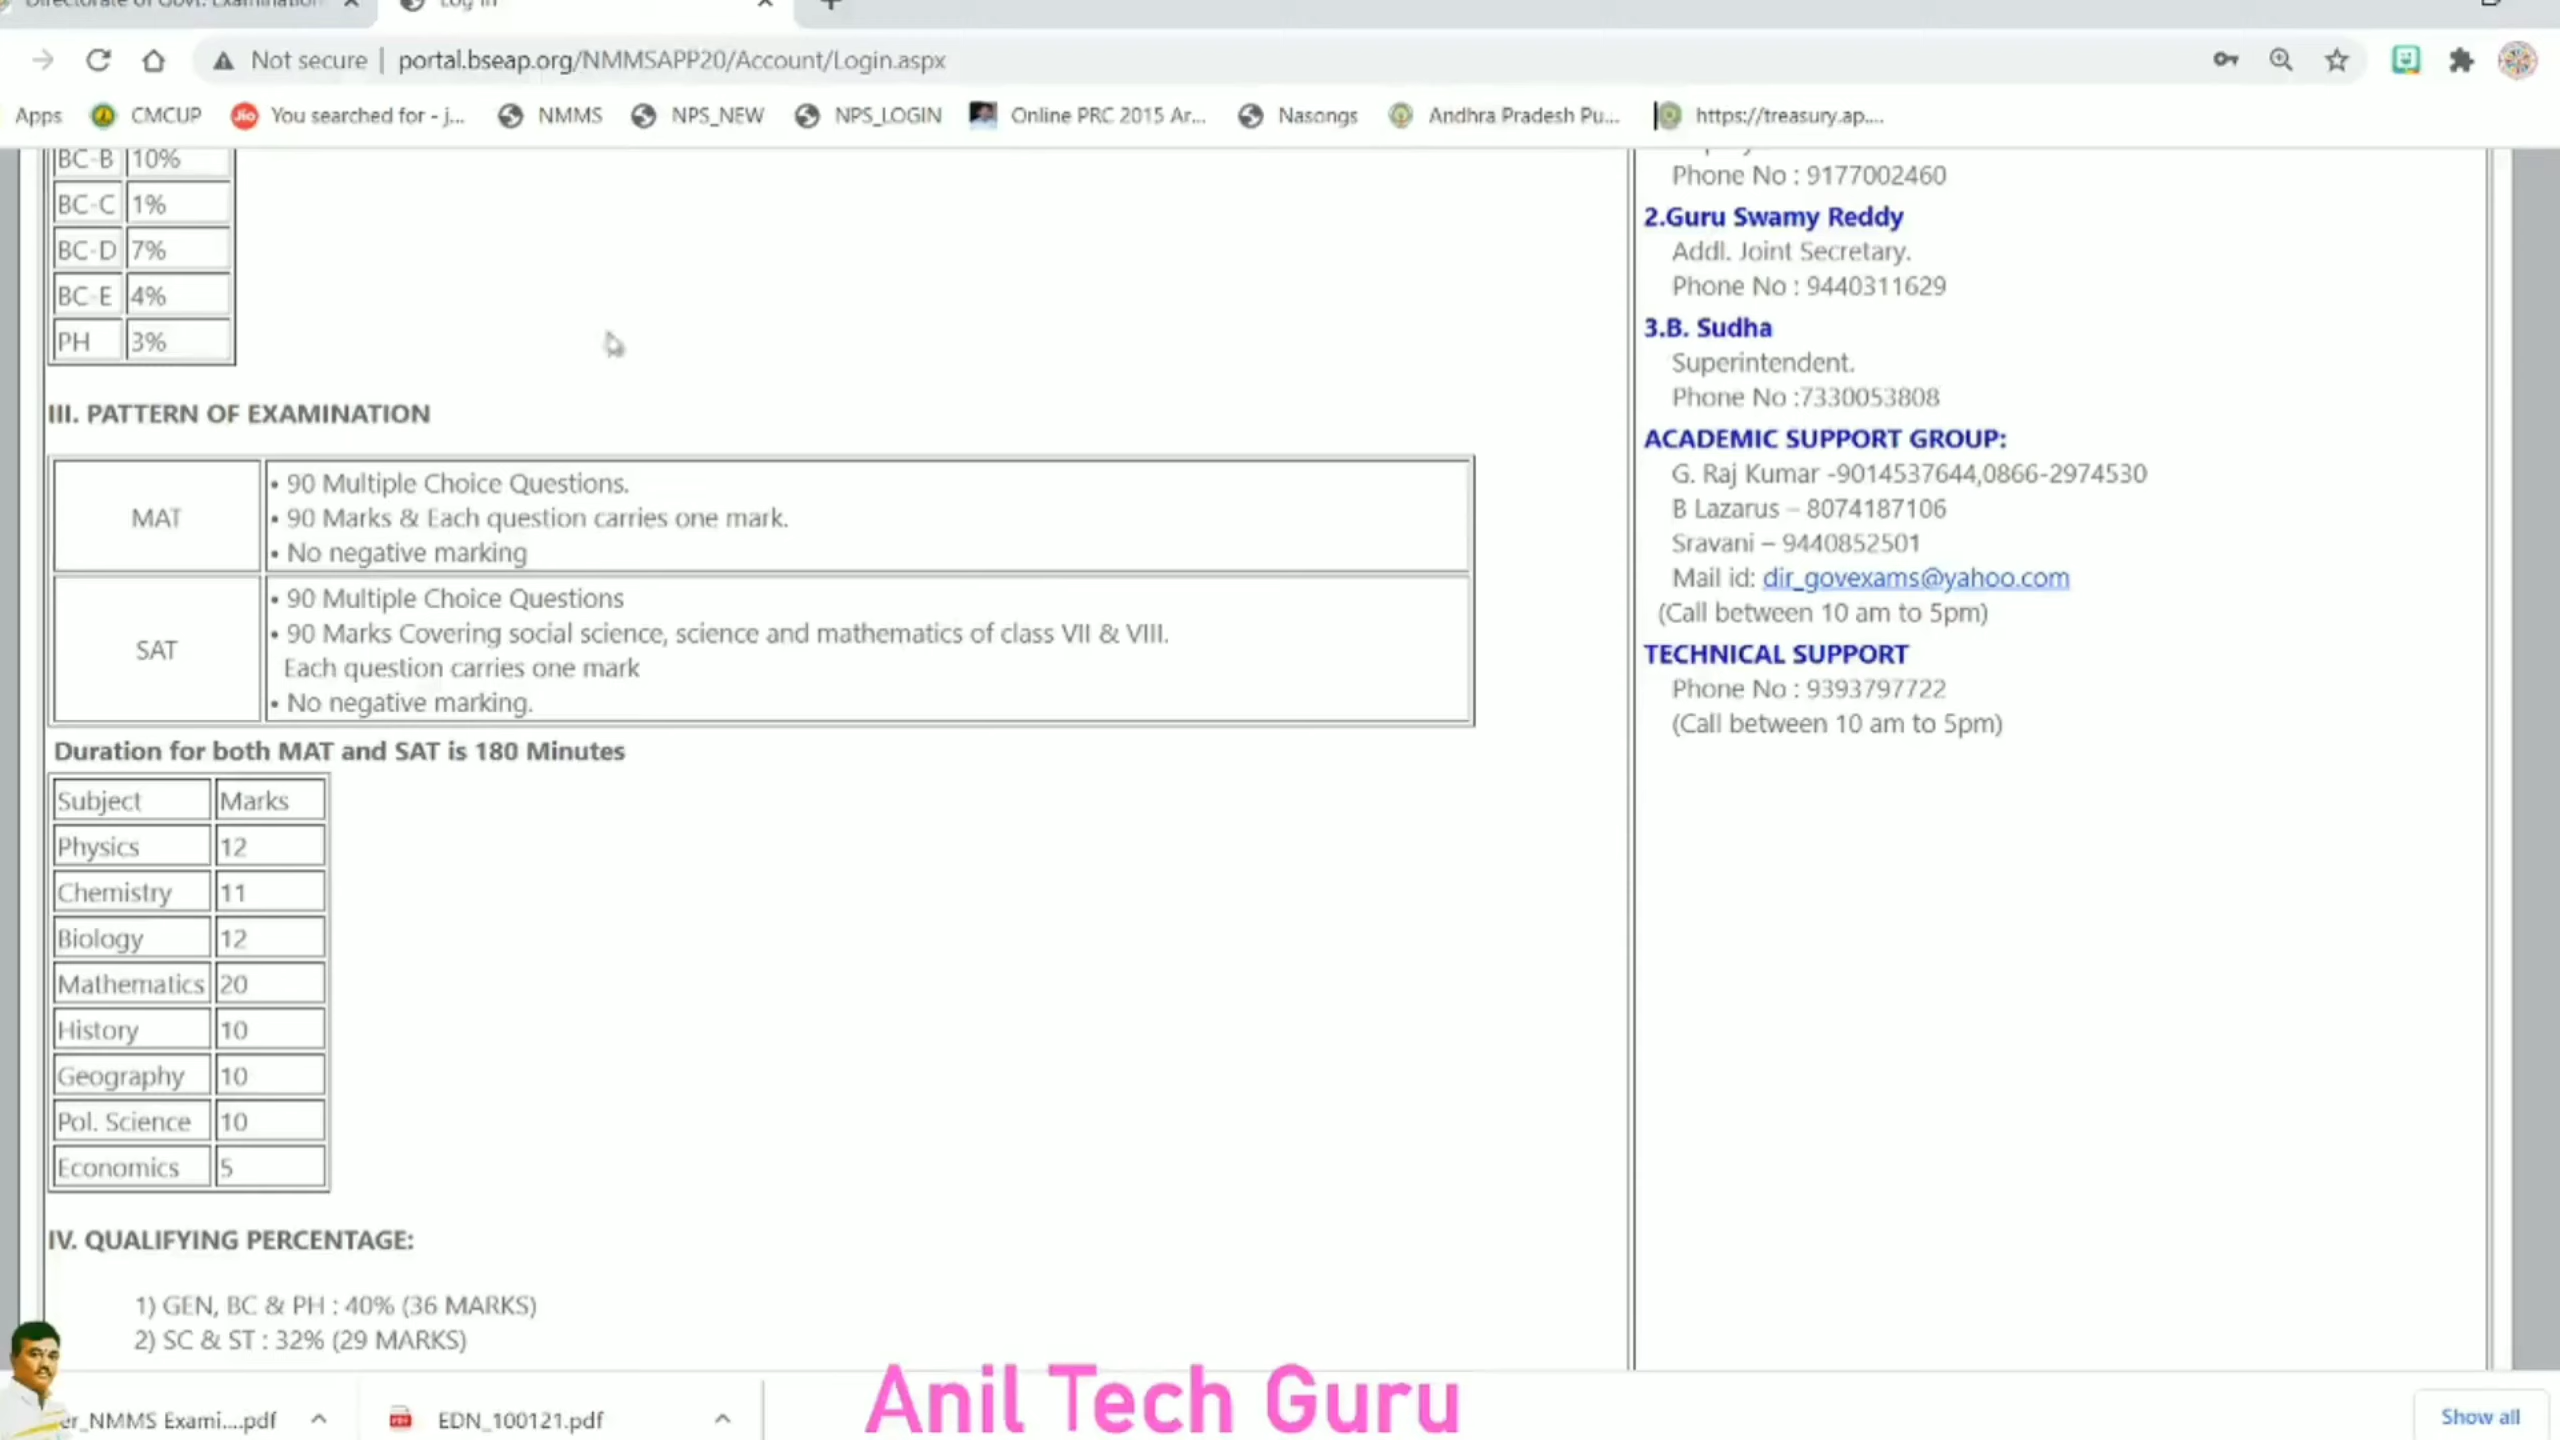 Directorate of Govt. Examination
Log in
Not secure | portal.bseap.org/NMMSAPP20/Account/Login.aspx
Apps CMCUP You searched for - j... NMMS NPS_NEW NPS_LOGIN Online PRC 2015 Ar... Nasongs Andhra Pradesh Pu... https://treasury.ap....
BC-B 10%
BC-C 1%
BC-D 7%
BC-E 4%
PH 3%
III. PATTERN OF EXAMINATION
MAT
• 90 Multiple Choice Questions.
• 90 Marks & Each question carries one mark.
• No negative marking
SAT
• 90 Multiple Choice Questions
• 90 Marks Covering social science, science and mathematics of class VII & VIII.
Each question carries one mark
• No negative marking.
Duration for both MAT and SAT is 180 Minutes
Subject Marks
Physics 12
Chemistry 11
Biology 12
Mathematics 20
History 10
Geography 10
Pol. Science 10
Economics 5
IV. QUALIFYING PERCENTAGE:
1) GEN, BC & PH : 40% (36 MARKS)
2) SC & ST : 32% (29 MARKS)
Phone No : 9177002460
2.Guru Swamy Reddy
Addl. Joint Secretary.
Phone No : 9440311629
3.B. Sudha
Superintendent.
Phone No :7330053808
ACADEMIC SUPPORT GROUP:
G. Raj Kumar -9014537644,0866-2974530
B Lazarus – 8074187106
Sravani – 9440852501
Mail id: dir_govexams@yahoo.com
(Call between 10 am to 5pm)
TECHNICAL SUPPORT
Phone No : 9393797722
(Call between 10 am to 5pm)
er_NMMS Exami....pdf
EDN_100121.pdf
Anil Tech Guru
Show all